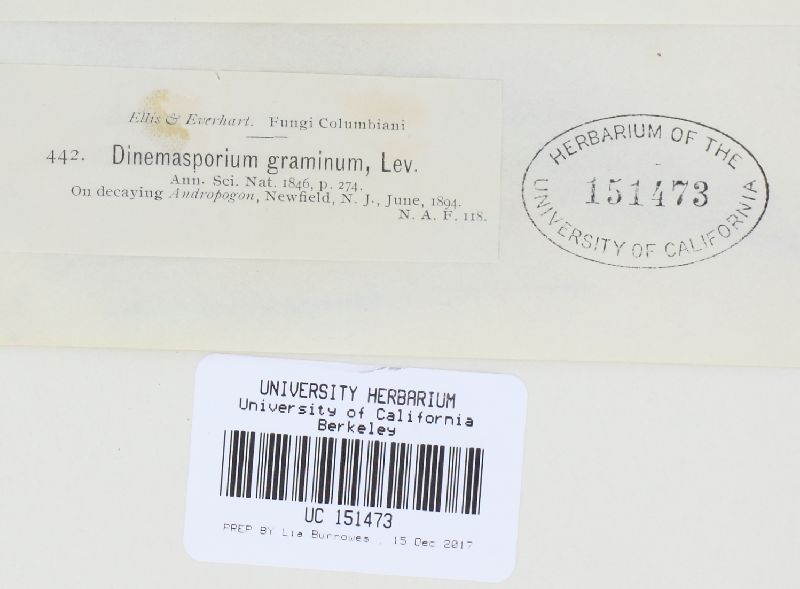 Ellis & Everhart. Fungi Columbiani
442. Dinemasporium graminum, Lev.
Ann. Sci. Nat. 1846, p. 274.
On decaying Andropogon, Newfield, N. J., June, 1894.
N. A. F. 118.
HERBARIUM OF THE
151473
UNIVERSITY OF CALIFORNIA
UNIVERSITY HERBARIUM
University of California
Berkeley
UC 151473
PREP BY Lia Burrowes , 15 Dec 2017